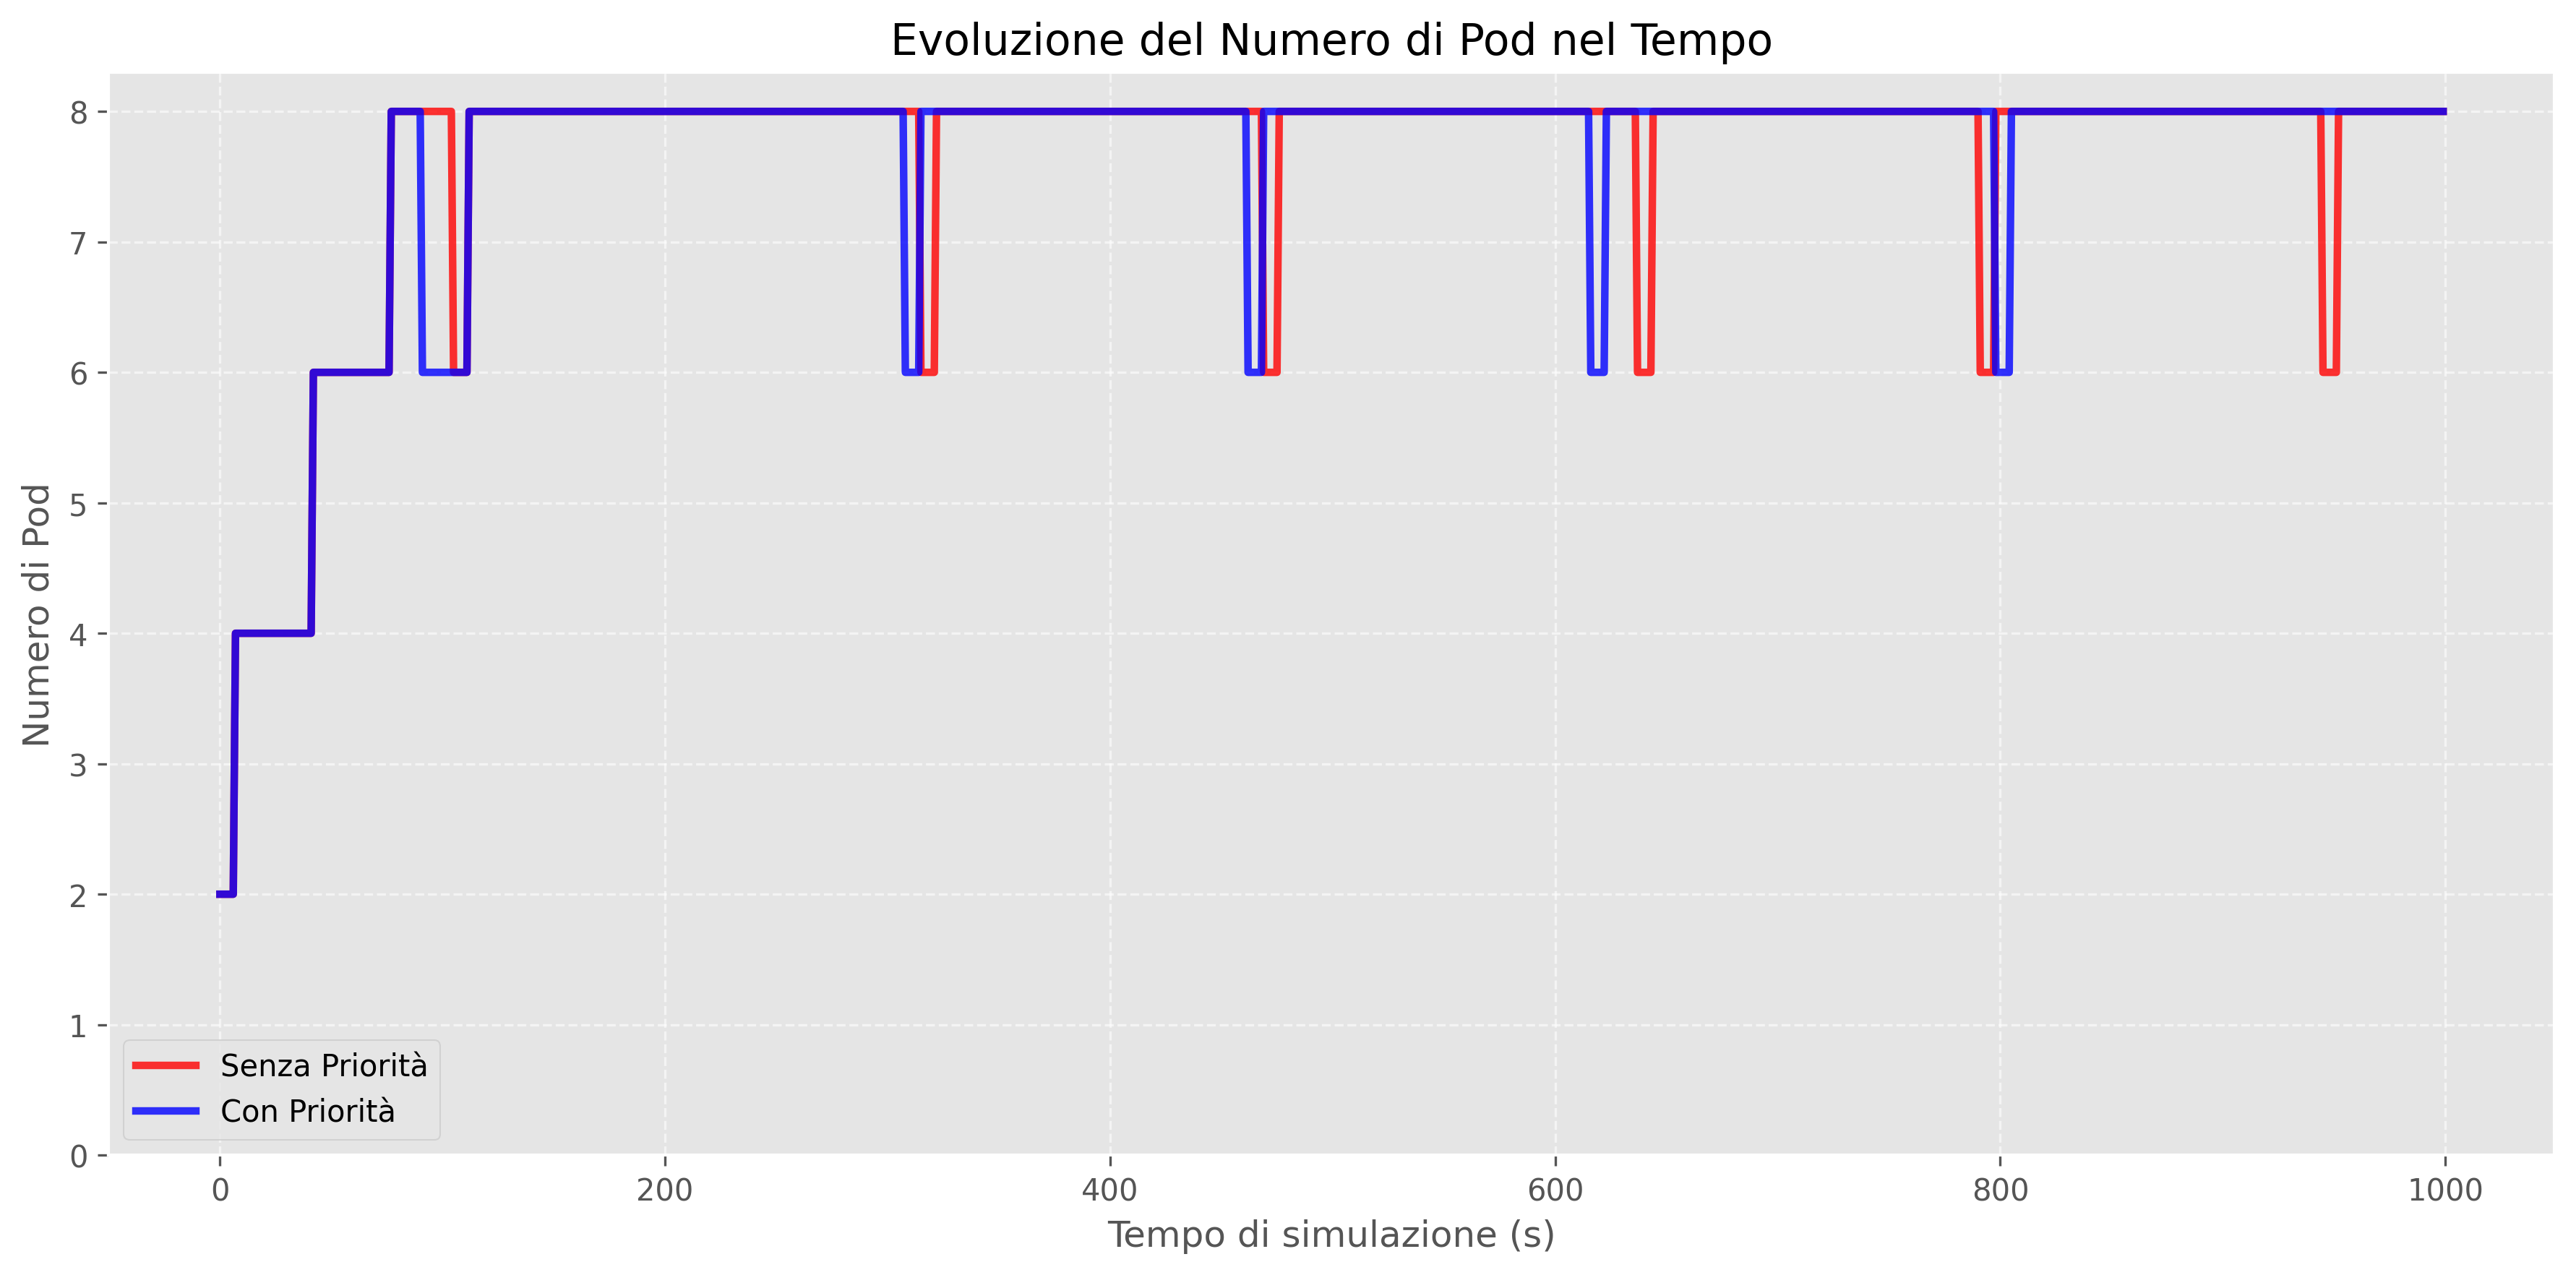 Evoluzione del Numero di Pod nel Tempo
Numero di Pod
8
7
6
5
4
3
2
1
0
Senza Priorità
Con Priorità
0 200 400 600 800 1000
Tempo di simulazione (s)